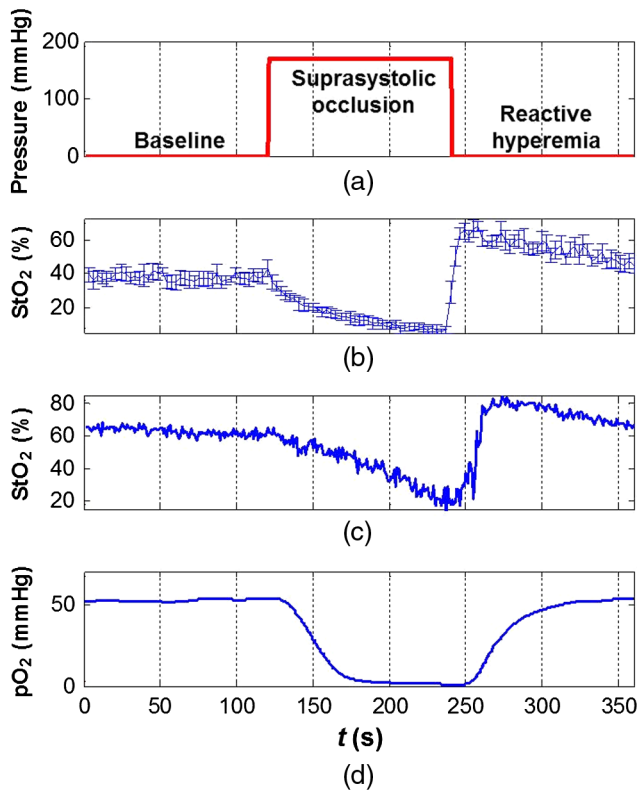 Pressure (mmHg)
200
100
0
Baseline
Suprasystolic
occlusion
Reactive
hyperemia
(a)
StO2 (%)
60
40
20
(b)
StO2 (%)
80
60
40
20
(c)
pO2 (mmHg)
50
0
0 50 100 150 200 250 300 350
t (s)
(d)